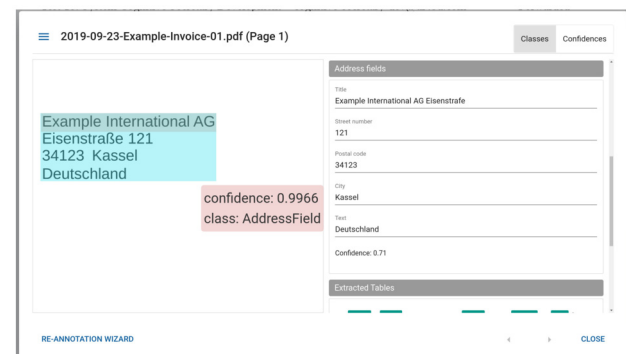 2019-09-23-Example-Invoice-01.pdf (Page 1)
Classes
Confidences
Example International AG
Eisenstraße 121
34123 Kassel
Deutschland
confidence: 0.9966
class: AddressField
Address fields
Title
Example International AG Eisenstrafe
Street number
121
Postal code
34123
City
Kassel
Text
Deutschland
Confidence: 0.71
Extracted Tables
RE-ANNOTATION WIZARD
CLOSE